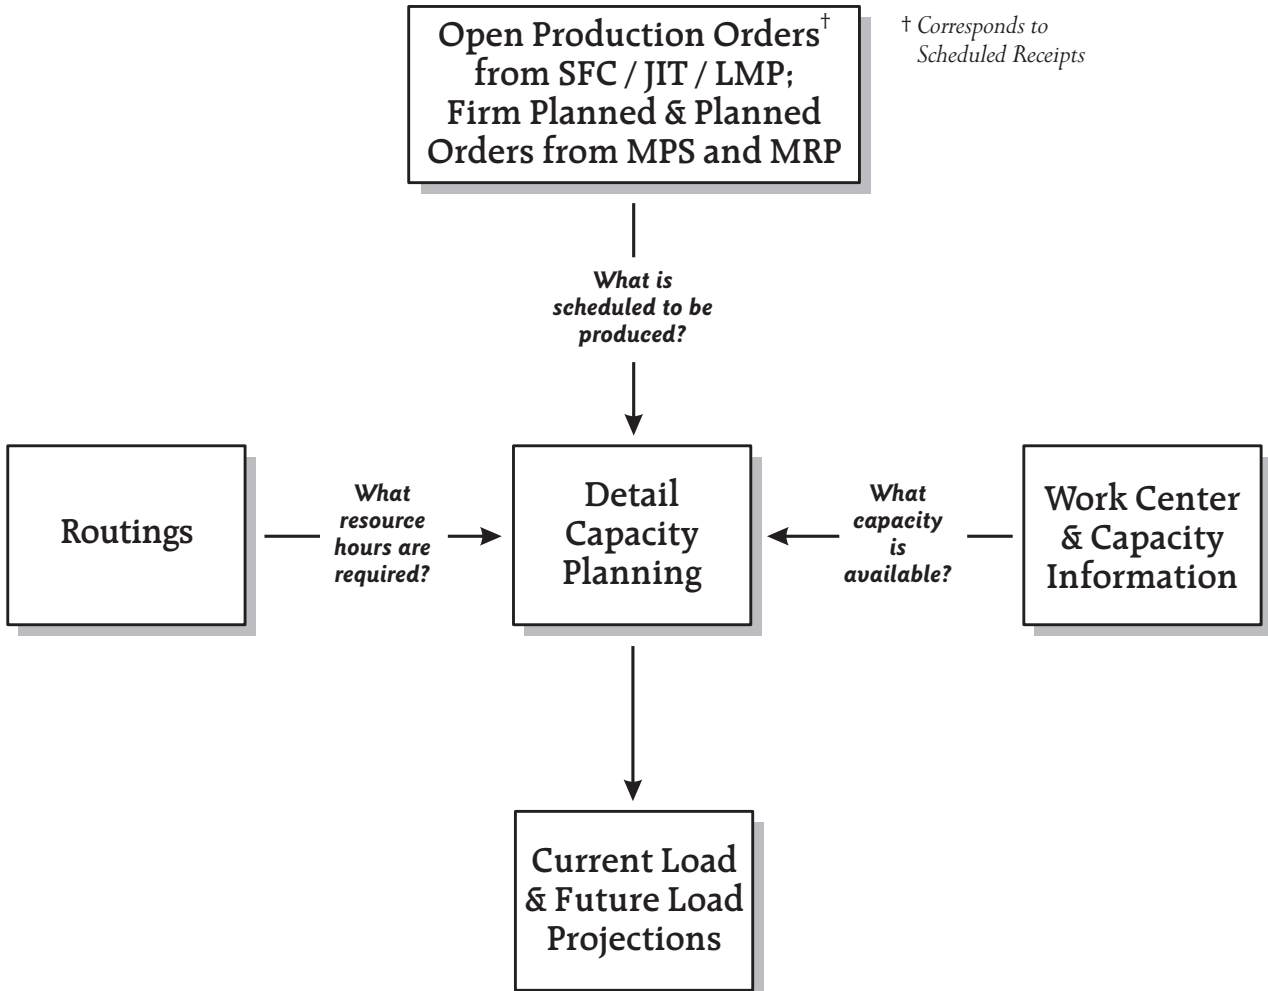 Open Production Orders†
from SFC / JIT / LMP;
Firm Planned & Planned
Orders from MPS and MRP
† Corresponds to
Scheduled Receipts
What is
scheduled to be
produced?
Routings
What
resource
hours are
required?
Detail
Capacity
Planning
What
capacity
is
available?
Work Center
& Capacity
Information
Current Load
& Future Load
Projections